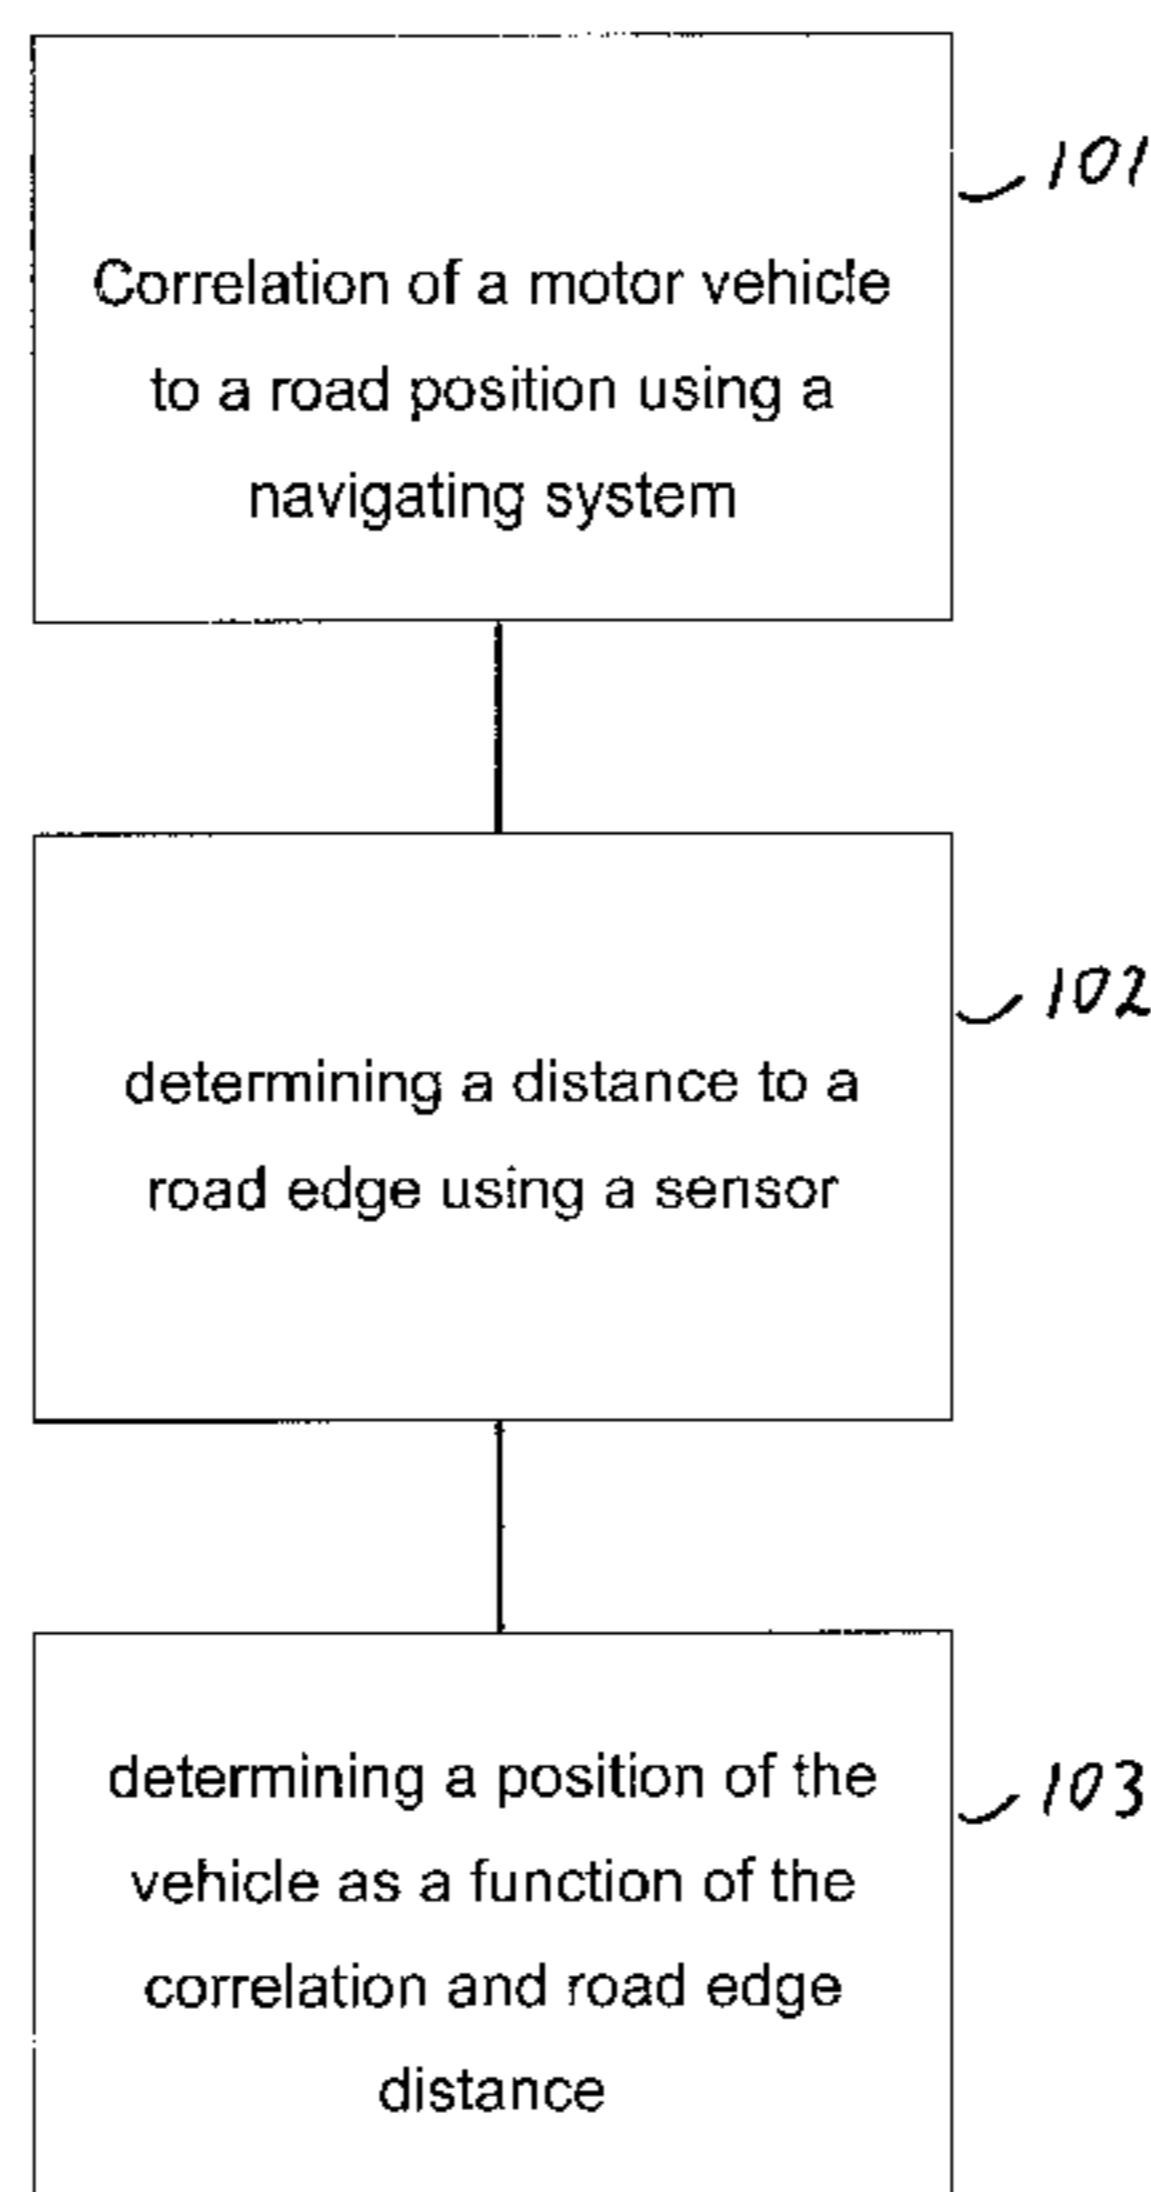 101
Correlation of a motor vehicle
to a road position using a
navigating system
102
determining a distance to a
road edge using a sensor
103
determining a position of the
vehicle as a function of the
correlation and road edge
distance